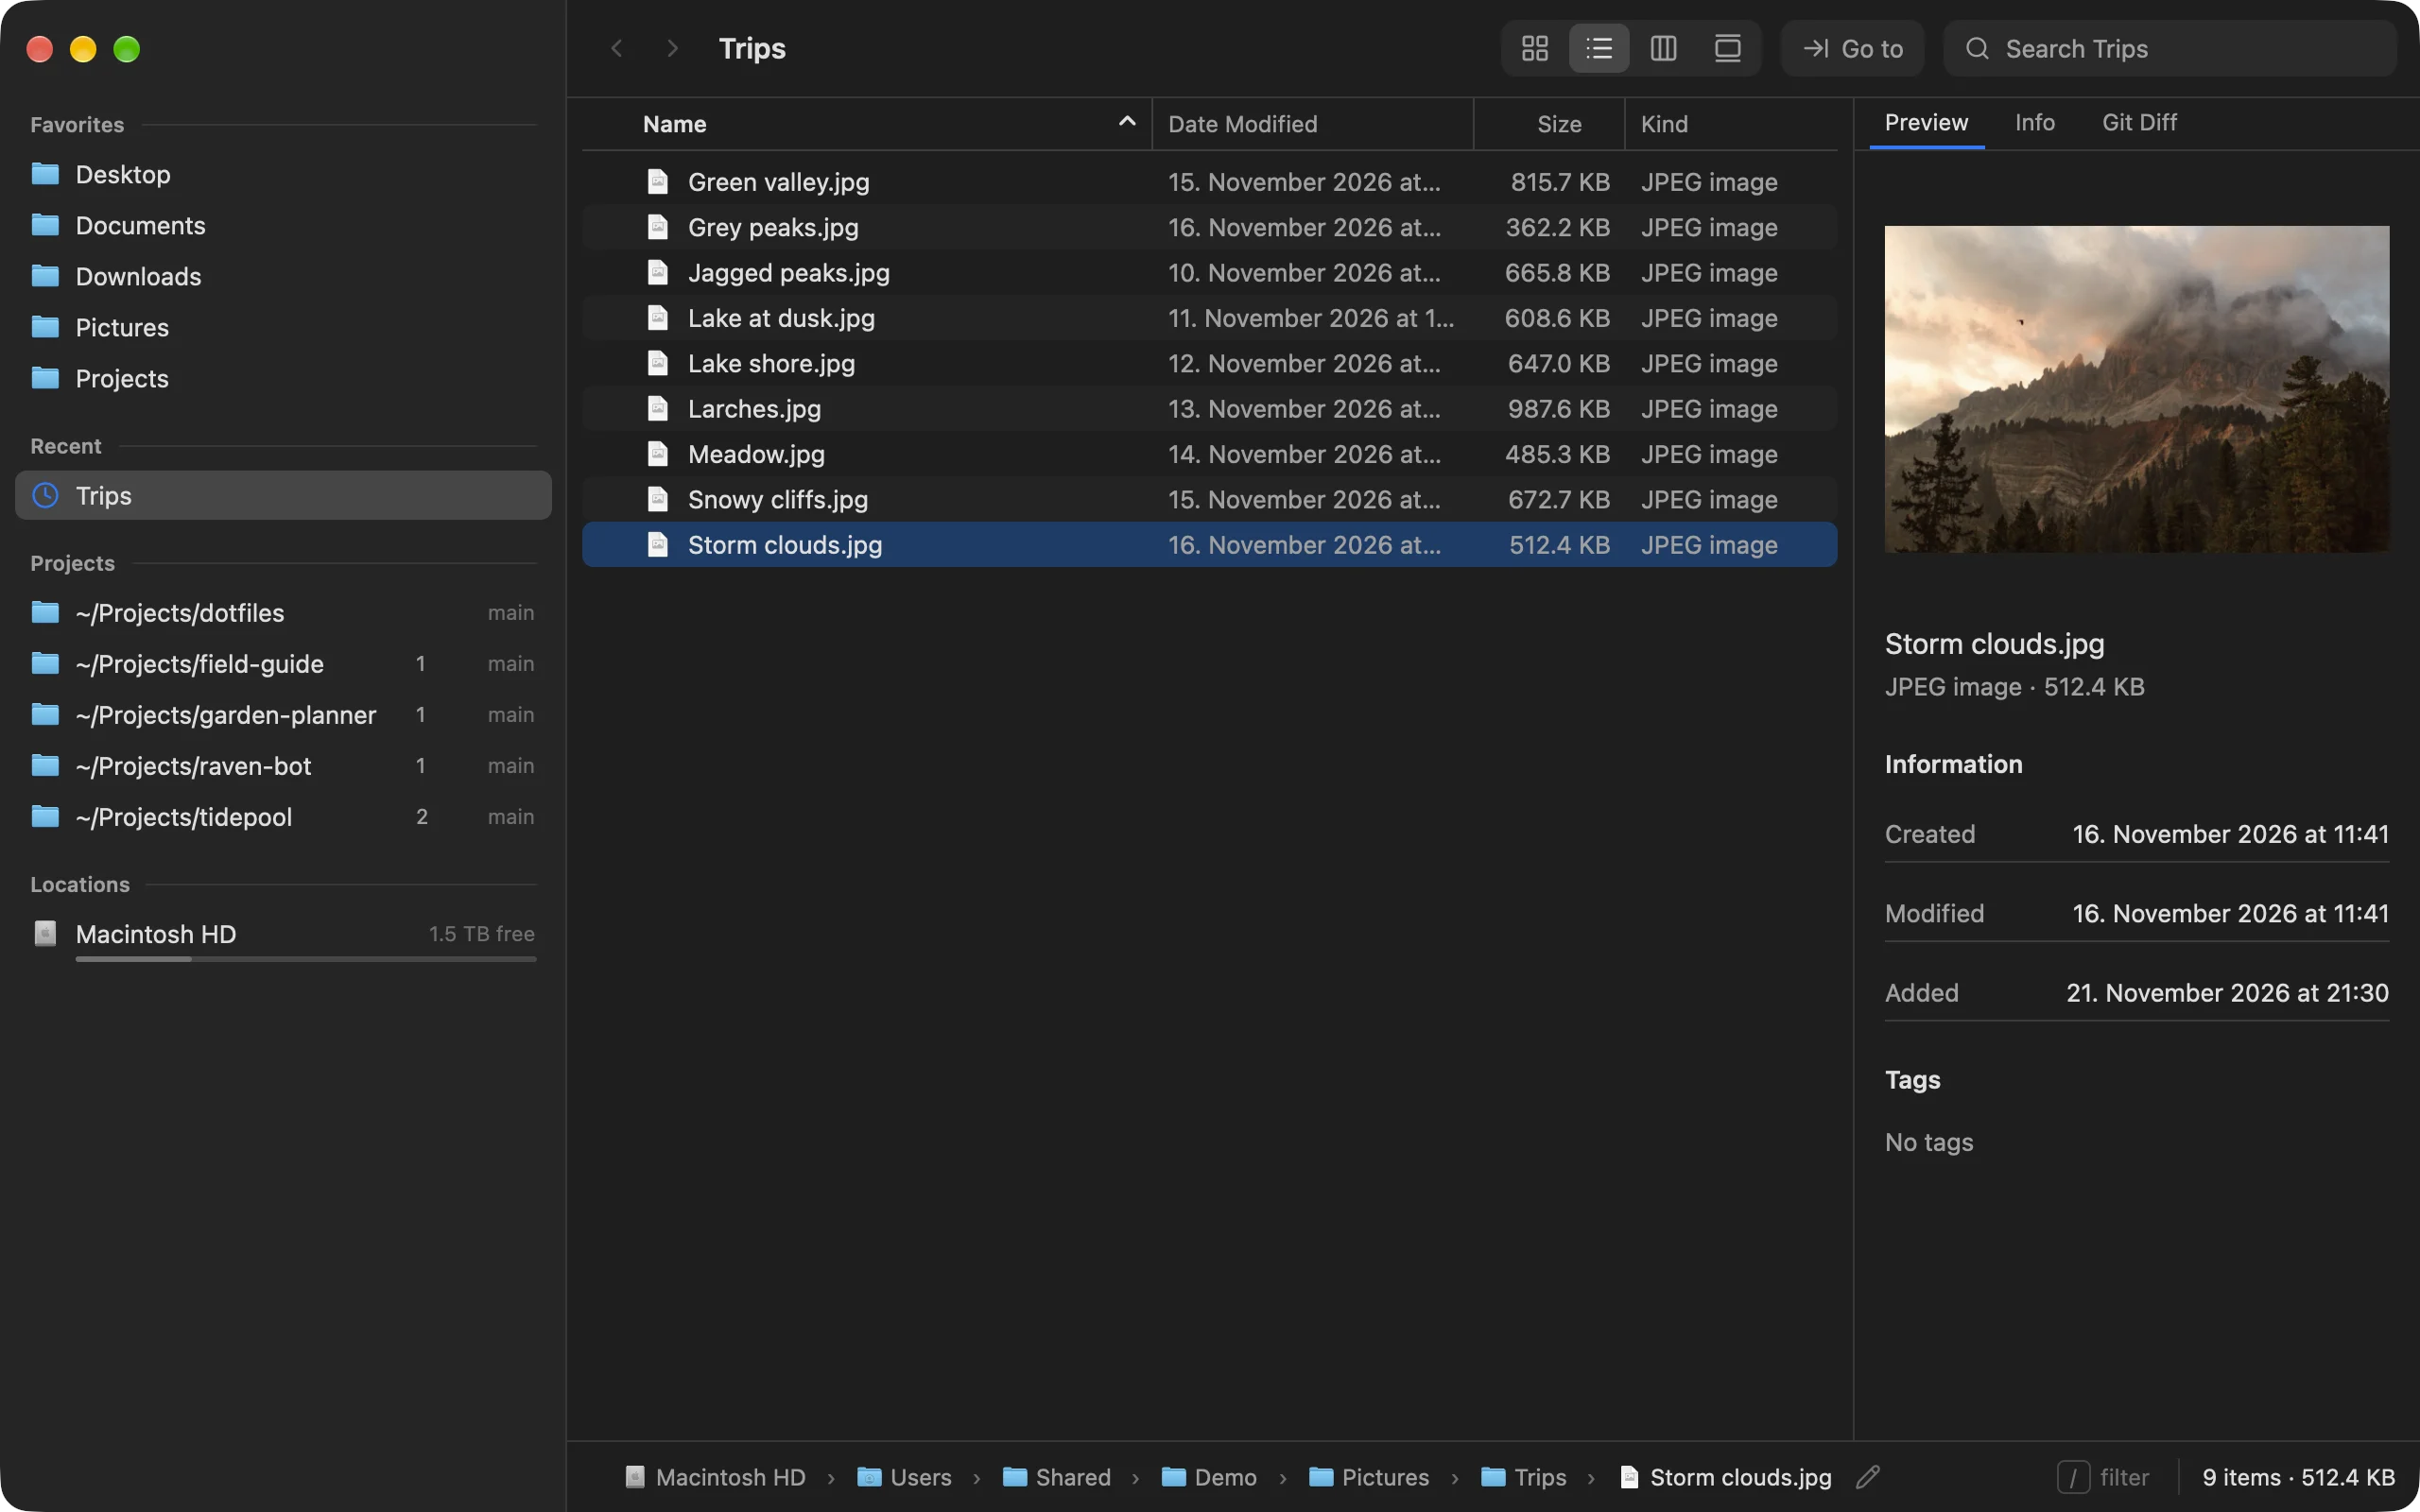 Trips
Go to
Search Trips
Favorites
Desktop
Documents
Downloads
Pictures
Projects
Recent
Trips
Projects
~/Projects/dotfiles main
~/Projects/field-guide 1 main
~/Projects/garden-planner 1 main
~/Projects/raven-bot 1 main
~/Projects/tidepool 2 main
Locations
Macintosh HD 1.5 TB free
Name Date Modified Size Kind
Green valley.jpg 15. November 2026 at... 815.7 KB JPEG image
Grey peaks.jpg 16. November 2026 at... 362.2 KB JPEG image
Jagged peaks.jpg 10. November 2026 at... 665.8 KB JPEG image
Lake at dusk.jpg 11. November 2026 at 1... 608.6 KB JPEG image
Lake shore.jpg 12. November 2026 at... 647.0 KB JPEG image
Larches.jpg 13. November 2026 at... 987.6 KB JPEG image
Meadow.jpg 14. November 2026 at... 485.3 KB JPEG image
Snowy cliffs.jpg 15. November 2026 at... 672.7 KB JPEG image
Storm clouds.jpg 16. November 2026 at... 512.4 KB JPEG image
Preview Info Git Diff
Storm clouds.jpg
JPEG image · 512.4 KB
Information
Created 16. November 2026 at 11:41
Modified 16. November 2026 at 11:41
Added 21. November 2026 at 21:30
Tags
No tags
Macintosh HD › Users › Shared › Demo › Pictures › Trips › Storm clouds.jpg
/ filter
9 items · 512.4 KB